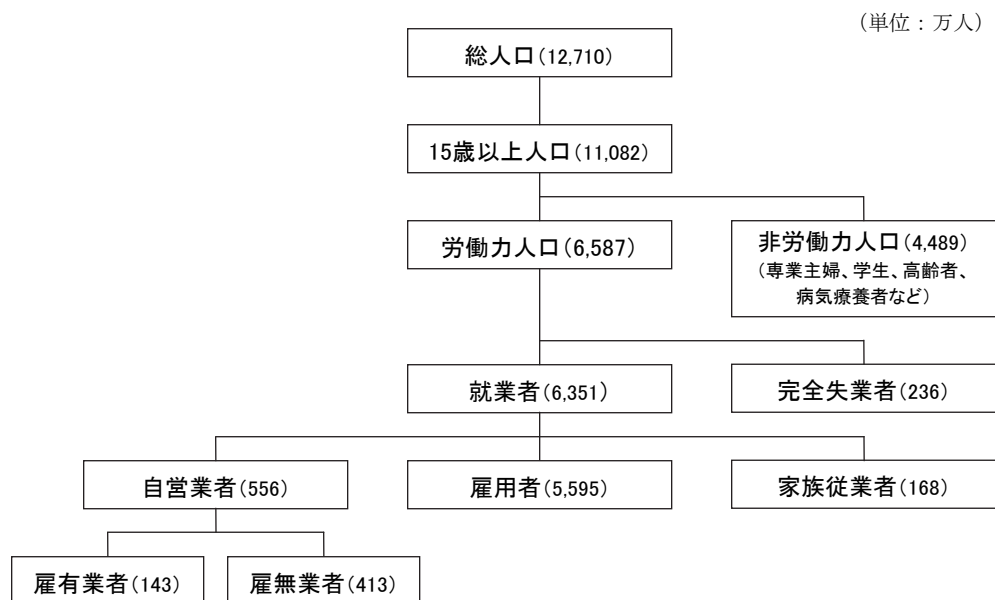 （単位：万人）
総人口（12,710）
15歳以上人口（11,082）
労働力人口（6,587）
非労働力人口（4,489）
（専業主婦、学生、高齢者、
病気療養者など）
就業者（6,351）
完全失業者（236）
自営業者（556）
雇用者（5,595）
家族従業者（168）
雇有業者（143）
雇無業者（413）